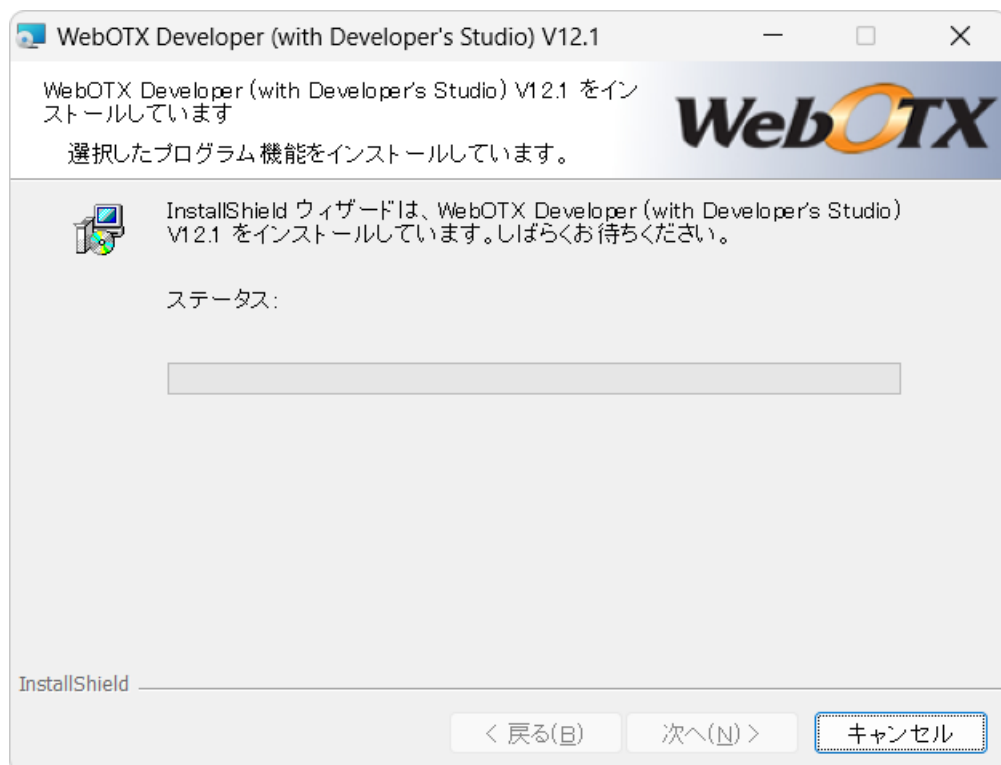 WebOTX Developer (with Developer's Studio) V12.1
WebOTX Developer (with Developer's Studio) V12.1 をイン
ストールしています
選択したプログラム機能をインストールしています。
WebOTX
InstallShield ウィザードは、WebOTX Developer (with Developer's Studio)
V12.1 をインストールしています。しばらくお待ちください。
ステータス:
InstallShield
< 戻る(B)
次へ(N) >
キャンセル